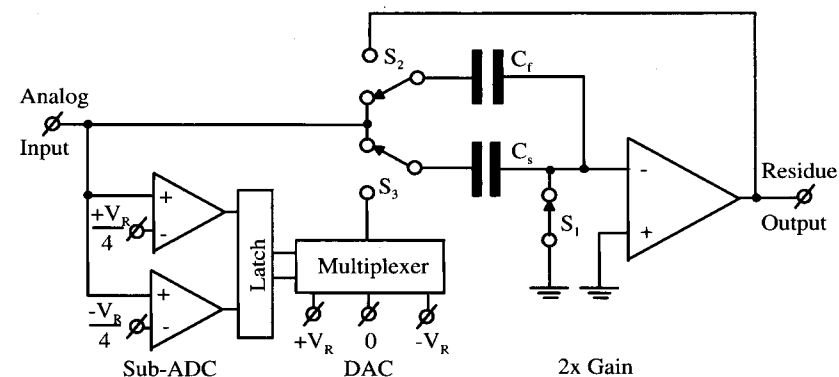 S2
Cf
Analog
Input
Cs
Residue
Output
-
+
S3
S1
+
-
+VR
4
Latch
Multiplexer
+
-
-VR
4
+VR
0
-VR
Sub-ADC
DAC
2x Gain